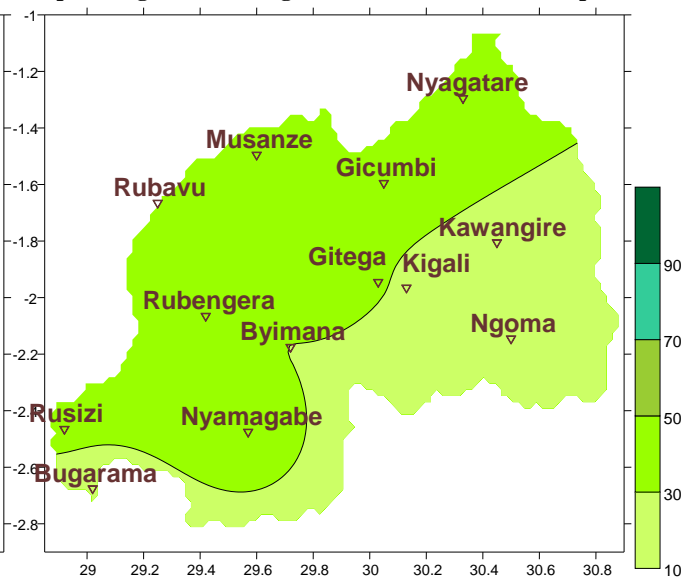 -1
-1.2
Nyagatare
-1.4
Musanze
Gicumbi
-1.6
Rubavu
-1.8
Kawangire
Gitega
Kigali
-2
Rubengera
Byimana
Ngoma
-2.2
Rusizi
Nyamagabe
Bugarama
-2.8
29
29.2
29.4
29.6
29.8
30
30.2
30.4
30.6
30.8
90
70
50
30
10